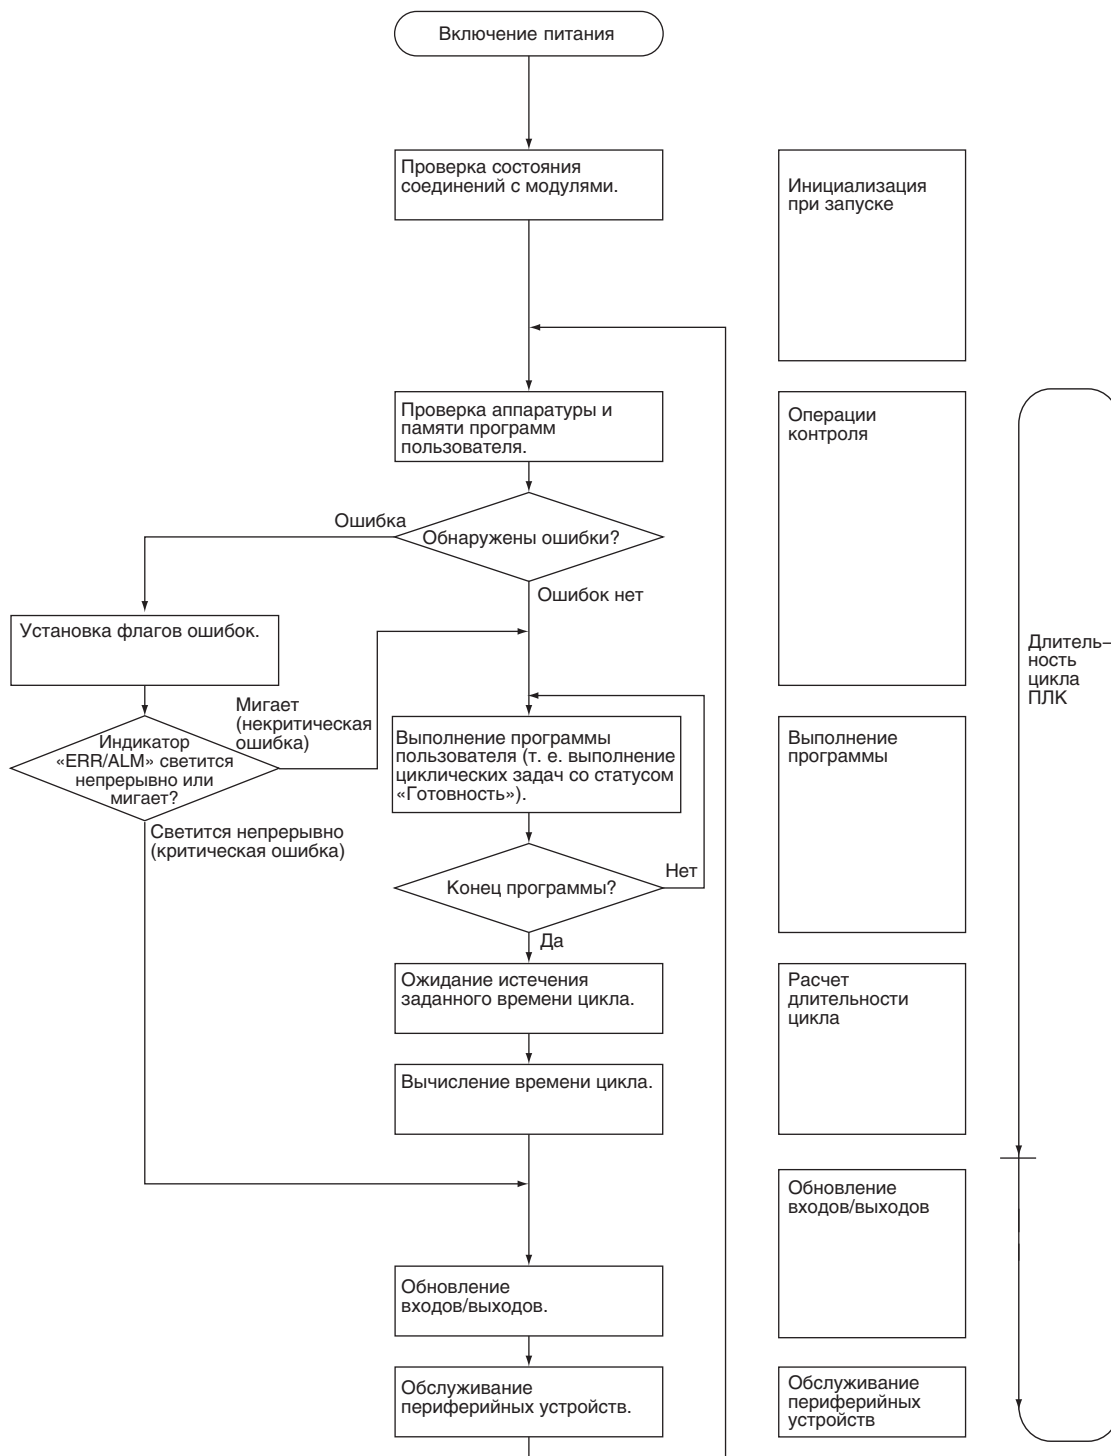 Включение питания
Проверка состояния
соединений с модулями.
Инициализация
при запуске
Проверка аппаратуры и
памяти программ
пользователя.
Операции
контроля
Ошибка
Обнаружены ошибки?
Ошибок нет
Установка флагов ошибок.
Длитель–
ность
цикла
ПЛК
Мигает
(некритическая
ошибка)
Индикатор
«ERR/ALM» светится
непрерывно или
мигает?
Выполнение программы
пользователя (т. е. выполнение
циклических задач со статусом
«Готовность»).
Выполнение
программы
Светится непрерывно
(критическая ошибка)
Конец программы?
Нет
Да
Ожидание истечения
заданного времени цикла.
Расчет
длительности
цикла
Вычисление времени цикла.
Обновление
входов/выходов
Обновление
входов/выходов.
Обслуживание
периферийных устройств.
Обслуживание
периферийных
устройств